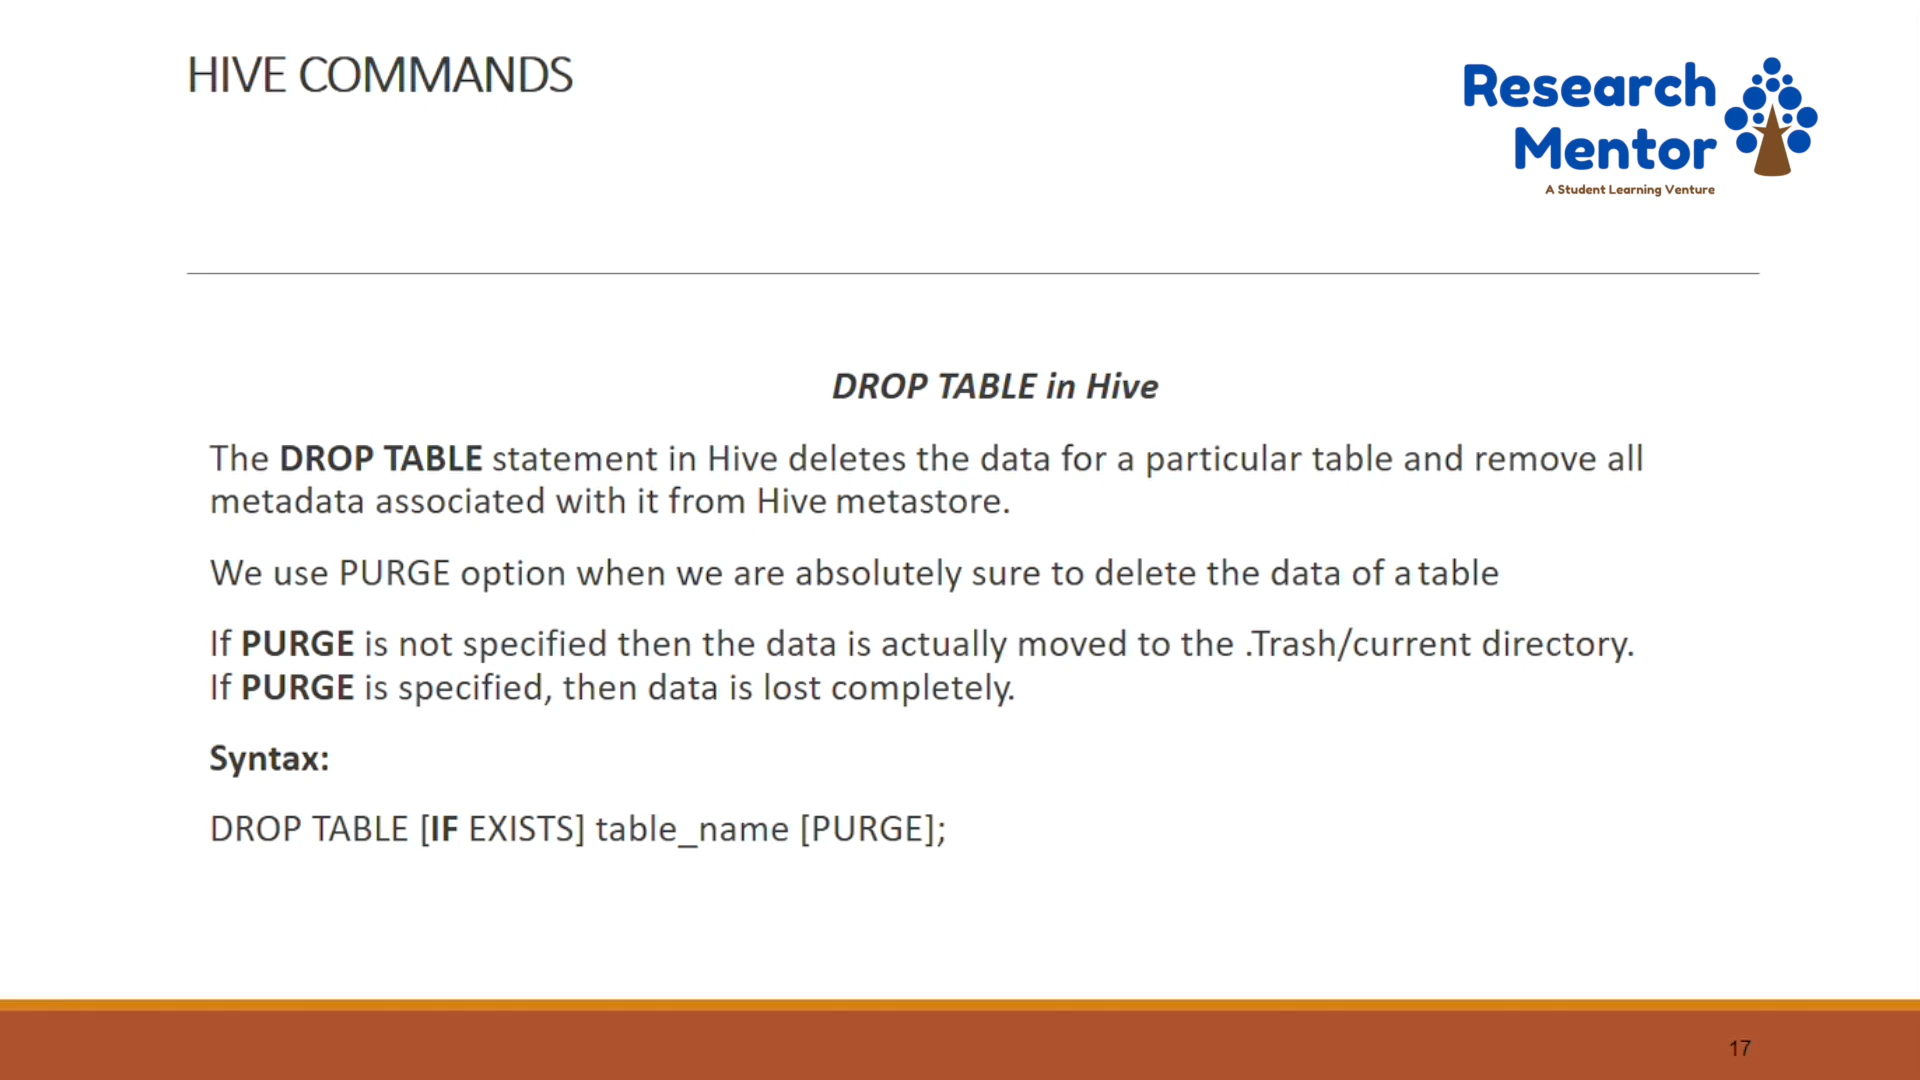 HIVE COMMANDS
Research
Mentor
A Student Learning Venture
DROP TABLE in Hive
The DROP TABLE statement in Hive deletes the data for a particular table and remove all
metadata associated with it from Hive metastore.
We use PURGE option when we are absolutely sure to delete the data of a table
If PURGE is not specified then the data is actually moved to the .Trash/current directory.
If PURGE is specified, then data is lost completely.
Syntax:
DROP TABLE [IF EXISTS] table_name [PURGE];
17